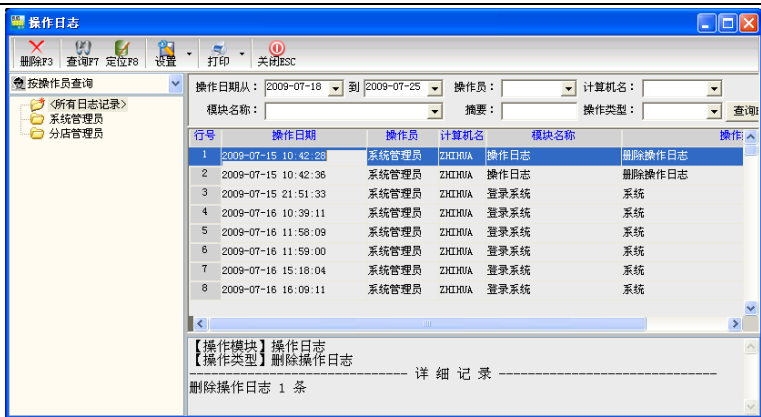 操作日志
删除F3 查询F7 定位F8 设置 打印 关闭ESC
按操作员查询
<所有日志记录>
系统管理员
分店管理员
操作日期从： 2009-07-18 到 2009-07-25 操作员： 计算机名：
模块名称： 摘要： 操作类型： 查询
行号 操作日期 操作员 计算机名 模块名称 操作
1 2009-07-15 10:42:28 系统管理员 ZHIHUA 操作日志 删除操作日志
2 2009-07-15 10:42:36 系统管理员 ZHIHUA 操作日志 删除操作日志
3 2009-07-15 21:51:33 系统管理员 ZHIHUA 登录系统 系统
4 2009-07-16 10:39:11 系统管理员 ZHIHUA 登录系统 系统
5 2009-07-16 11:58:09 系统管理员 ZHIHUA 登录系统 系统
6 2009-07-16 11:59:00 系统管理员 ZHIHUA 登录系统 系统
7 2009-07-16 15:18:04 系统管理员 ZHIHUA 登录系统 系统
8 2009-07-16 16:09:11 系统管理员 ZHIHUA 登录系统 系统
【操作模块】操作日志
【操作类型】删除操作日志
------------------------------ 详 细 记 录 ------------------------------
删除操作日志 1 条